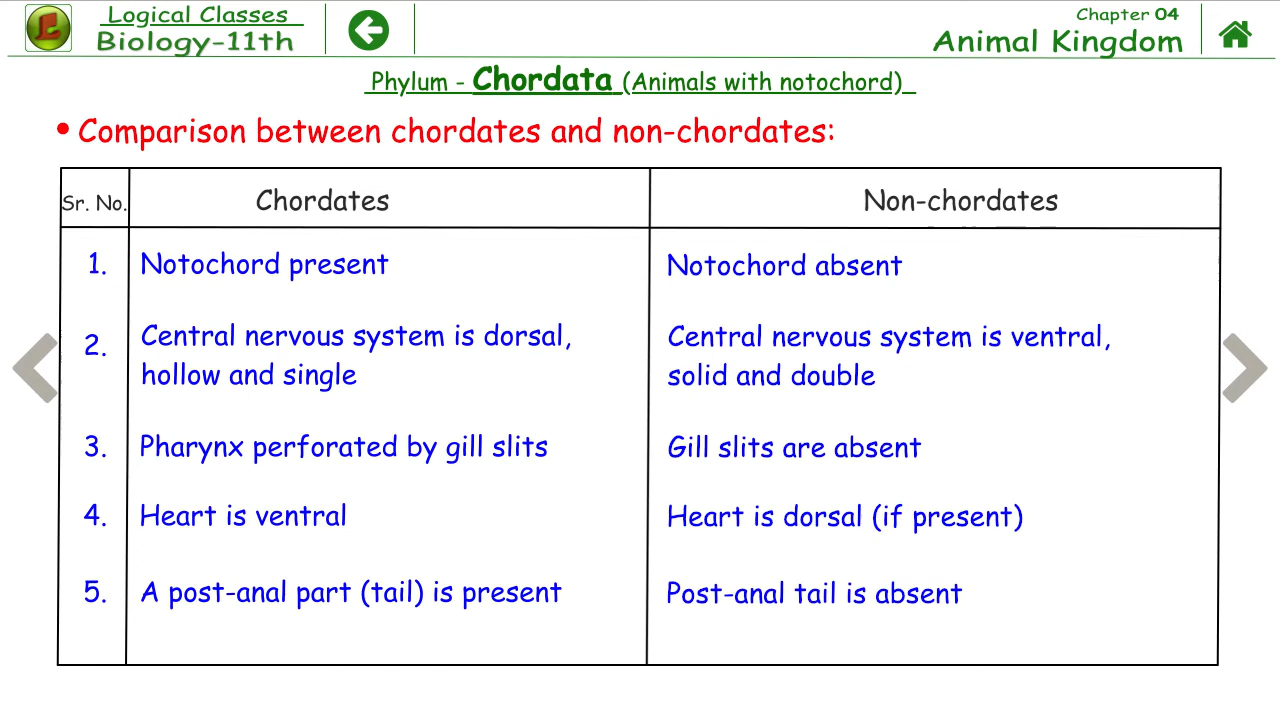 Logical Classes
Biology-11th
Chapter 04
Animal Kingdom
Phylum - Chordata (Animals with notochord)
• Comparison between chordates and non-chordates:
Sr. No. Chordates Non-chordates
1. Notochord present Notochord absent
2. Central nervous system is dorsal, hollow and single Central nervous system is ventral, solid and double
3. Pharynx perforated by gill slits Gill slits are absent
4. Heart is ventral Heart is dorsal (if present)
5. A post-anal part (tail) is present Post-anal tail is absent